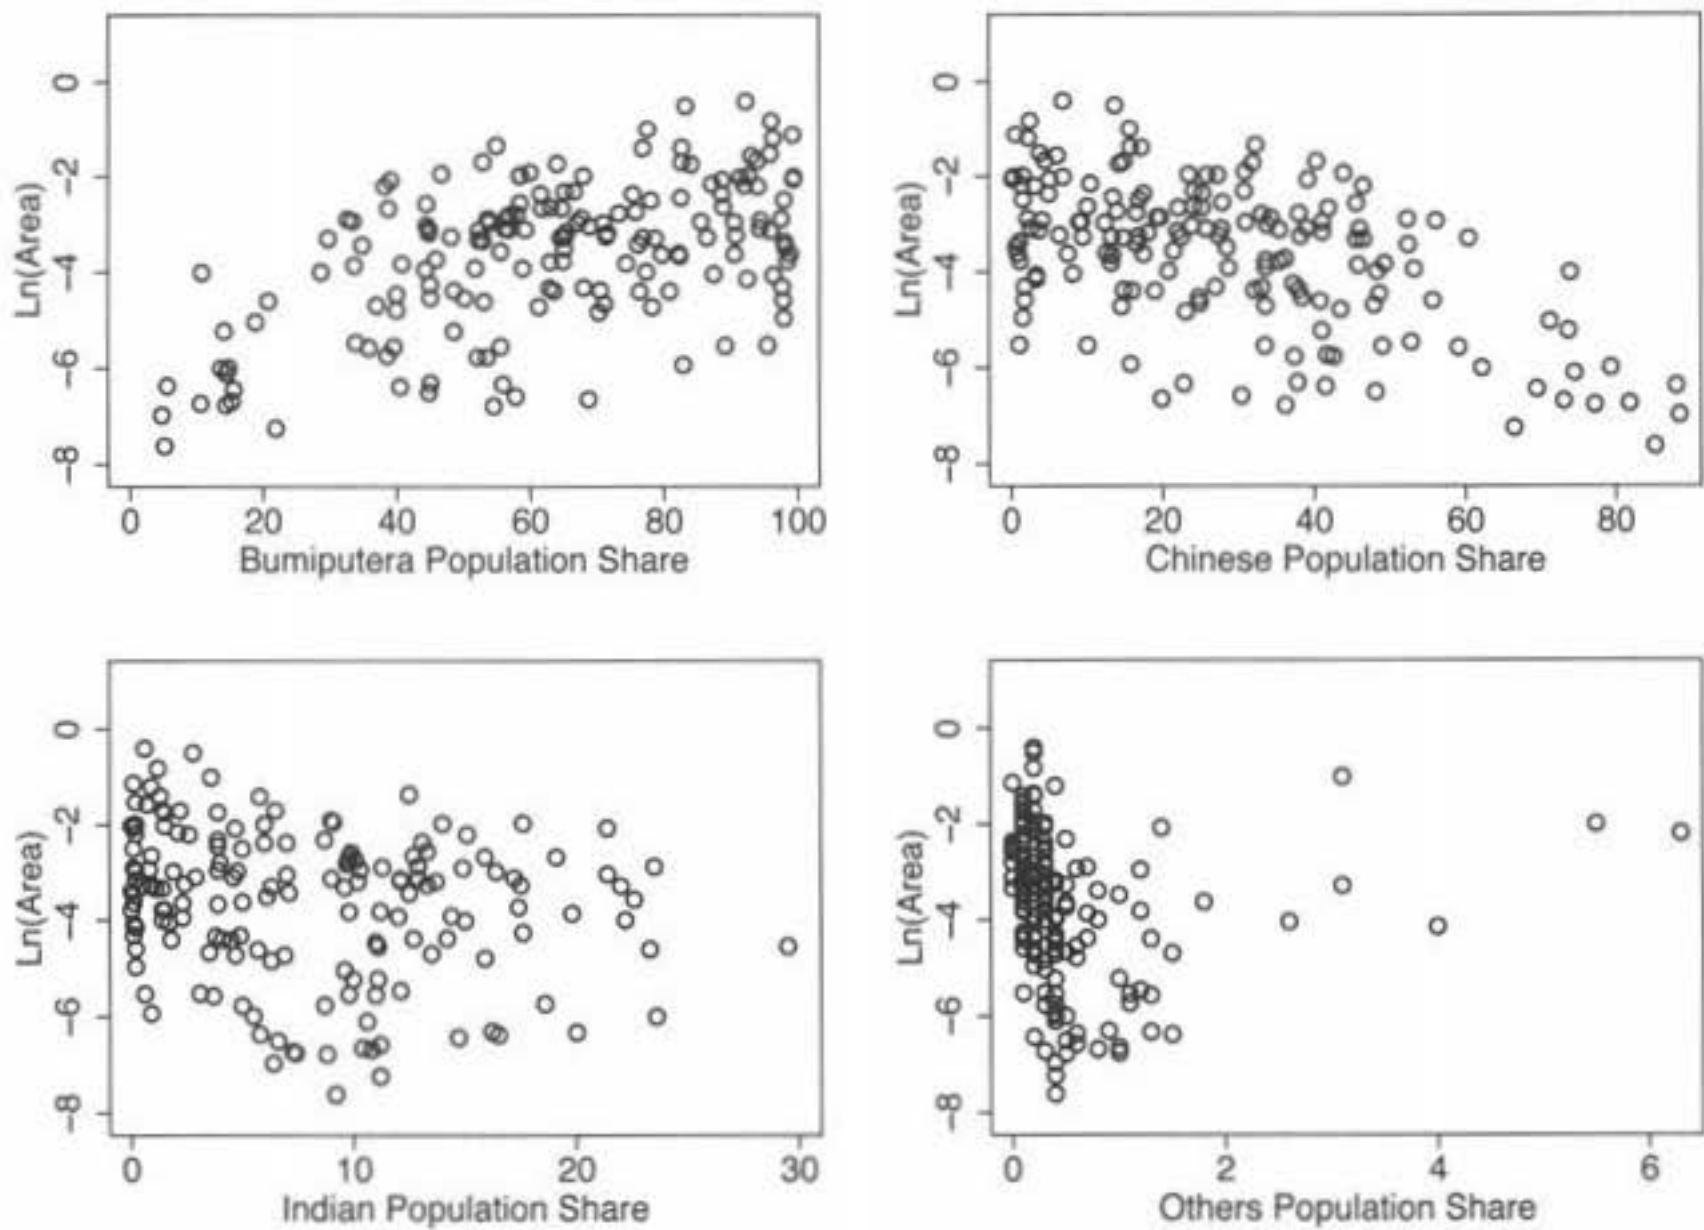 Ln(Area)
0
-2
-4
-6
-8
0 20 40 60 80 100
Bumiputera Population Share
Ln(Area)
0
-2
-4
-6
-8
0 20 40 60 80
Chinese Population Share
Ln(Area)
0
-2
-4
-6
-8
0 10 20 30
Indian Population Share
Ln(Area)
0
-2
-4
-6
-8
0 2 4 6
Others Population Share